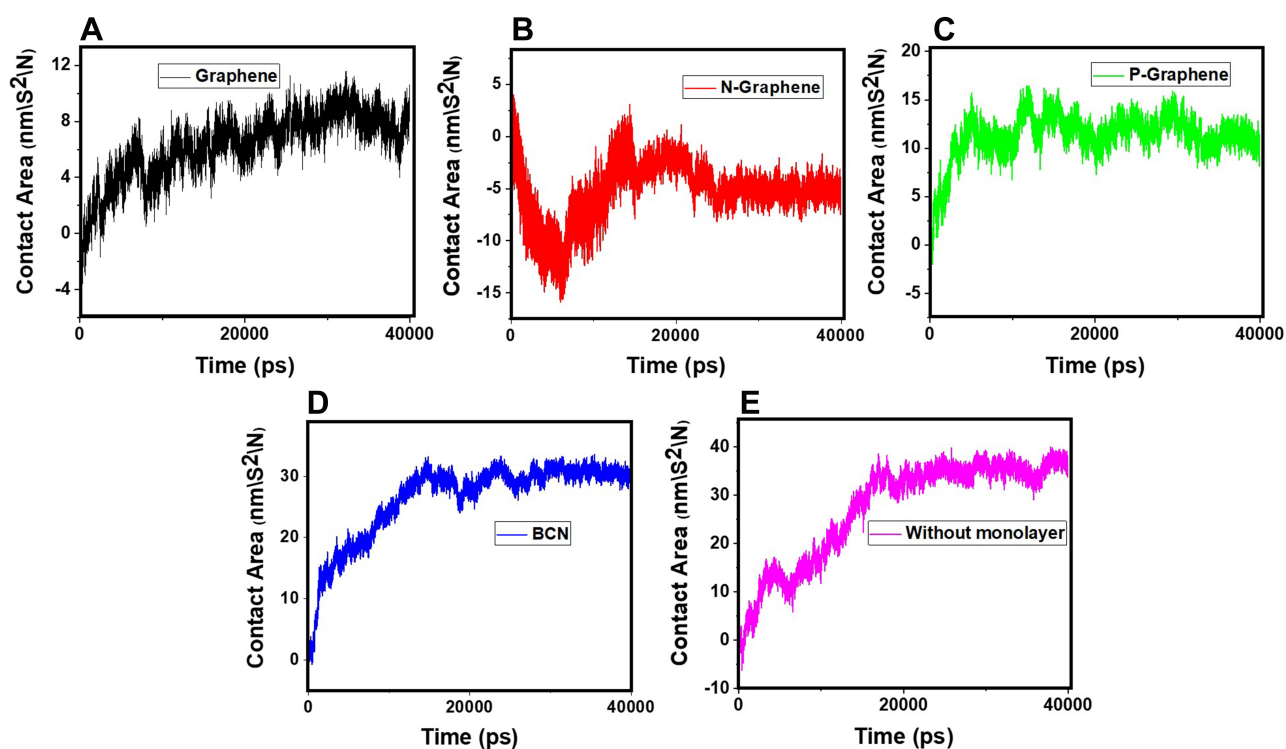 A
Graphene
12
8
4
0
-4
Contact Area (nm\S2\N)
0
20000
40000
Time (ps)
B
N-Graphene
5
0
-5
-10
-15
Contact Area (nm\S2\N)
0
20000
40000
Time (ps)
C
P-Graphene
20
15
10
5
0
-5
Contact Area (nm\S2\N)
0
20000
40000
Time (ps)
D
BCN
30
20
10
0
Contact Area (nm\S2\N)
0
20000
40000
Time (ps)
E
Without monolayer
40
30
20
10
0
-10
Contact Area (nm\S2\N)
0
20000
40000
Time (ps)